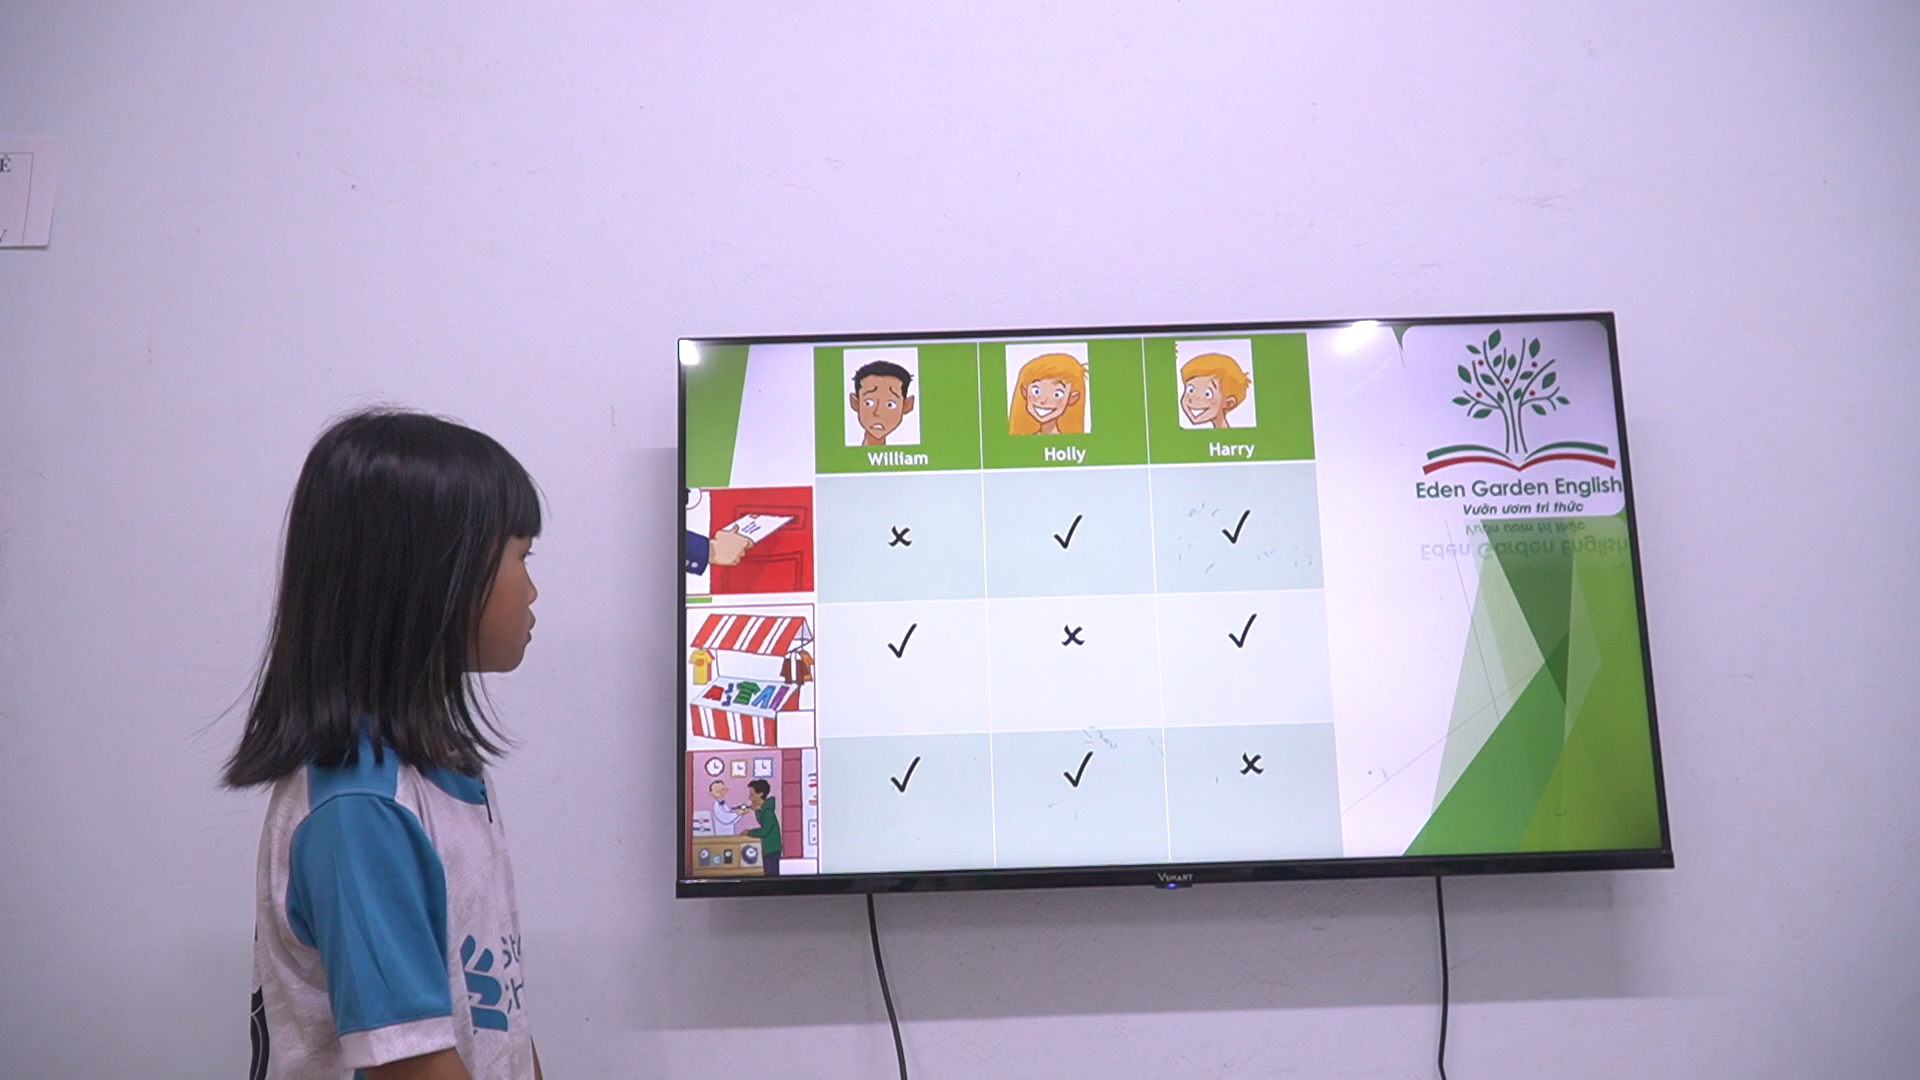 William
Holly
Harry
Eden Garden English
Vườn ươm tri thức
VSMART